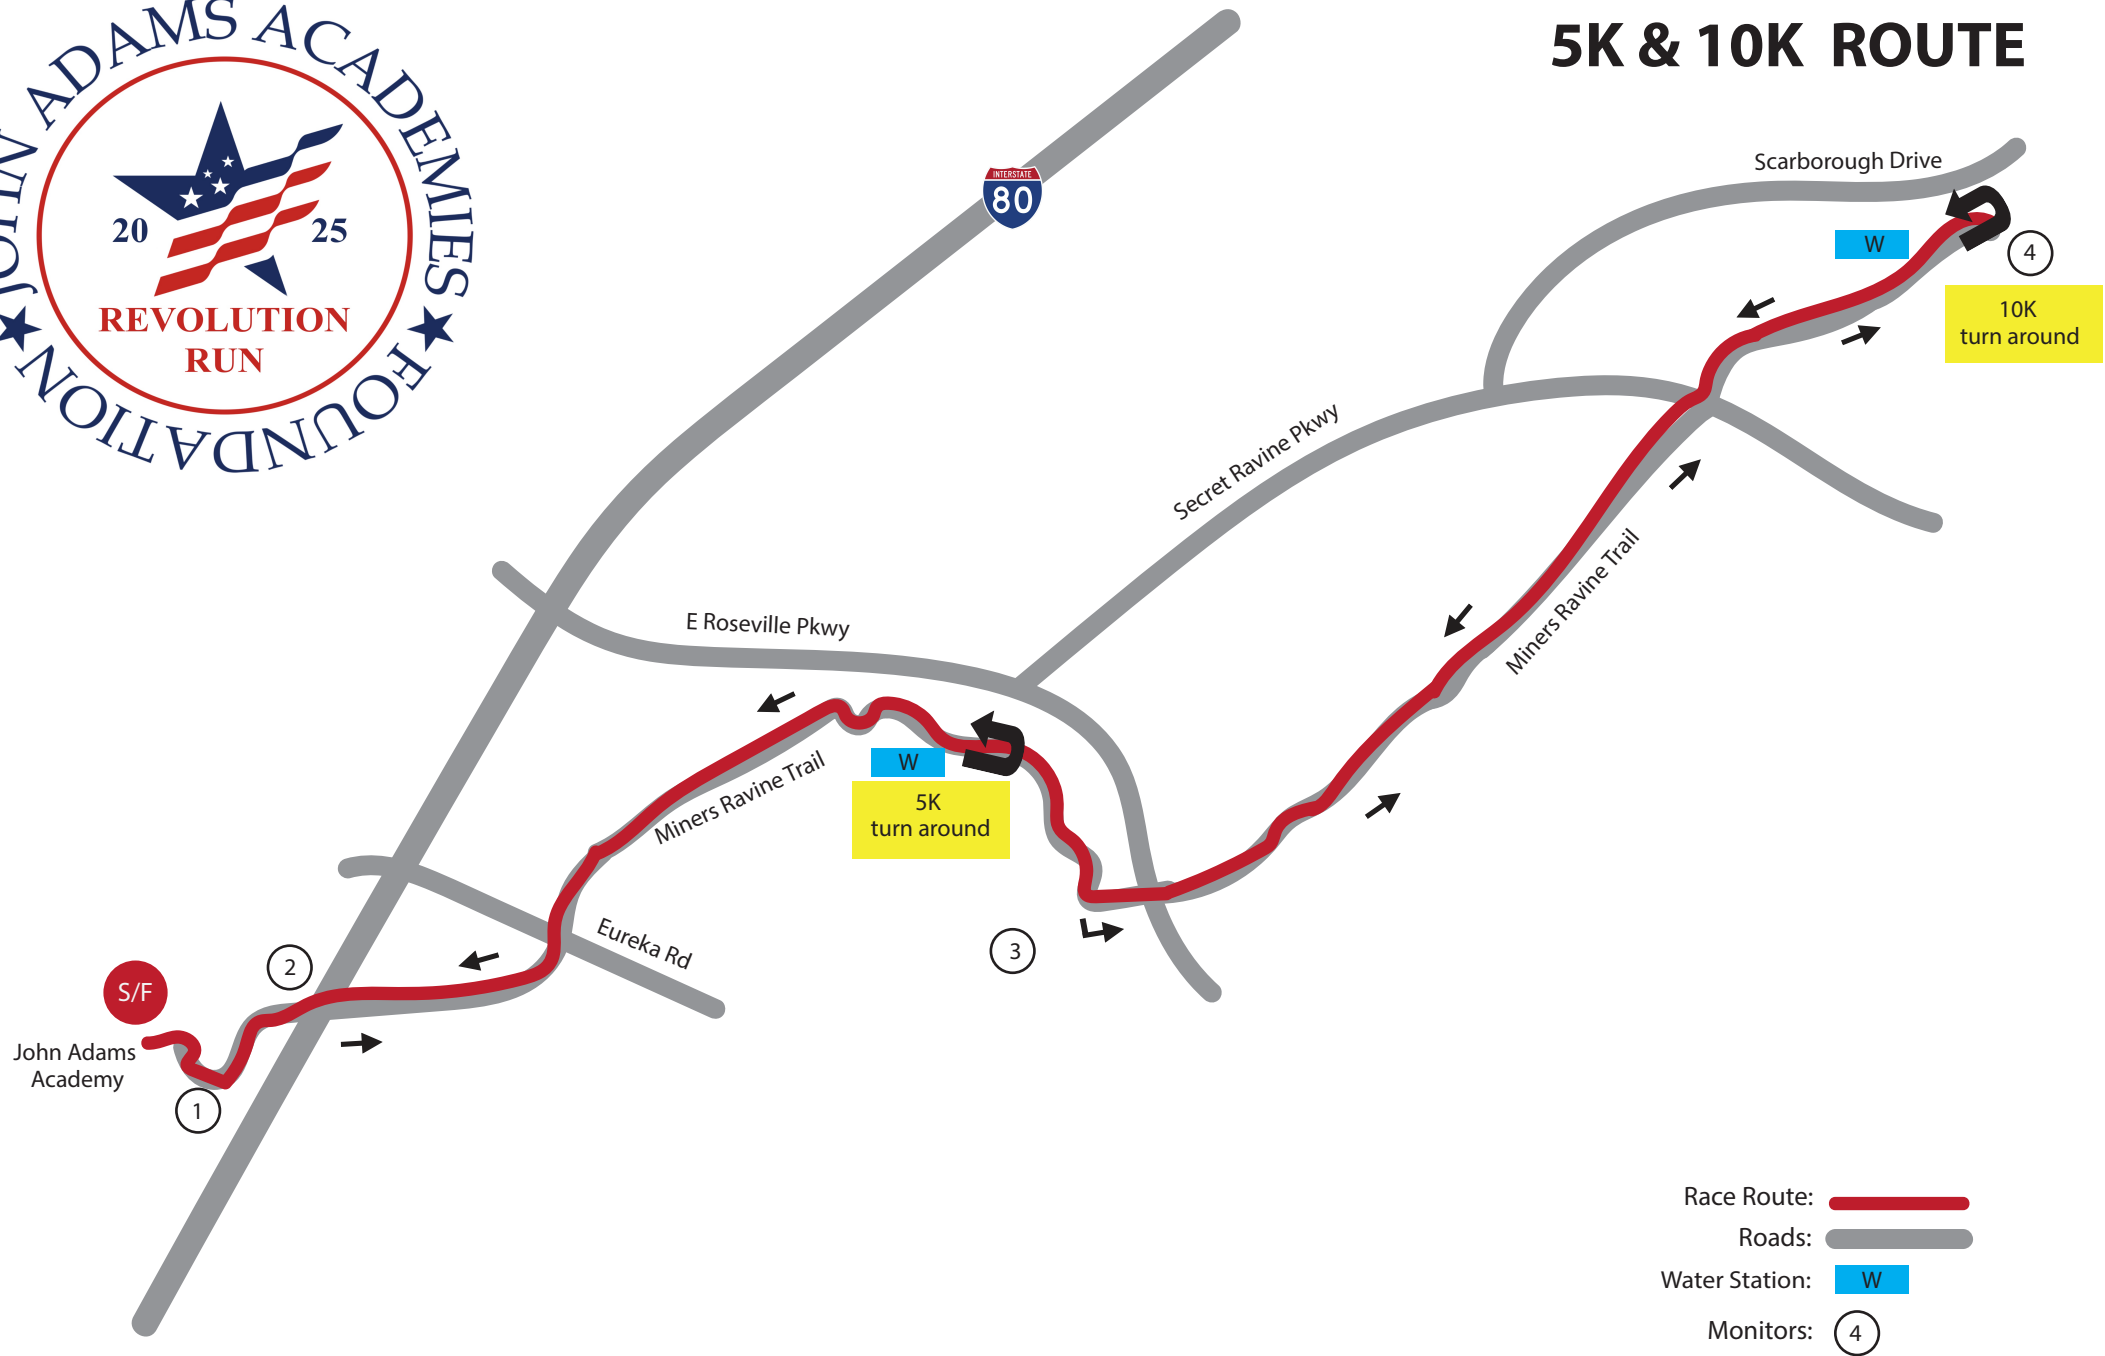 JOHN ADAMS ACADEMIES
★ FOUNDATION ★
20 25
REVOLUTION
RUN
5K & 10K ROUTE
INTERSTATE
80
Scarborough Drive
W
4
10K
turn around
Secret Ravine Pkwy
Miners Ravine Trail
E Roseville Pkwy
Miners Ravine Trail
W
5K
turn around
Eureka Rd
3
2
S/F
John Adams
Academy
1
Race Route:
Roads:
Water Station: W
Monitors: 4